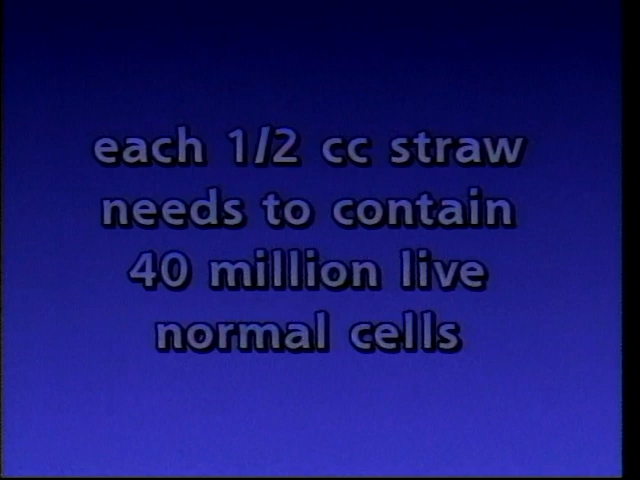 each 1/2 cc straw
needs to contain
40 million live
normal cells